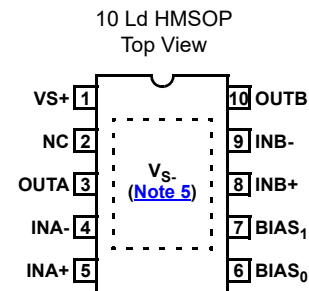 10 Ld HMSOP
Top View
VS+ 1 10 OUTB
NC 2 9 INB-
VS-
(Note 5)
OUTA 3 8 INB+
INA- 4 7 BIAS1
INA+ 5 6 BIAS0